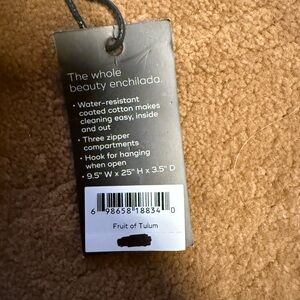 The whole
beauty enchilada.
• Water-resistant
coated cotton makes
cleaning easy, inside
and out
• Three zipper
compartments
• Hook for hanging
when open
• 9.5" W x 25" H x 3.5" D
6 98658 18834 0
Fruit of Tulum